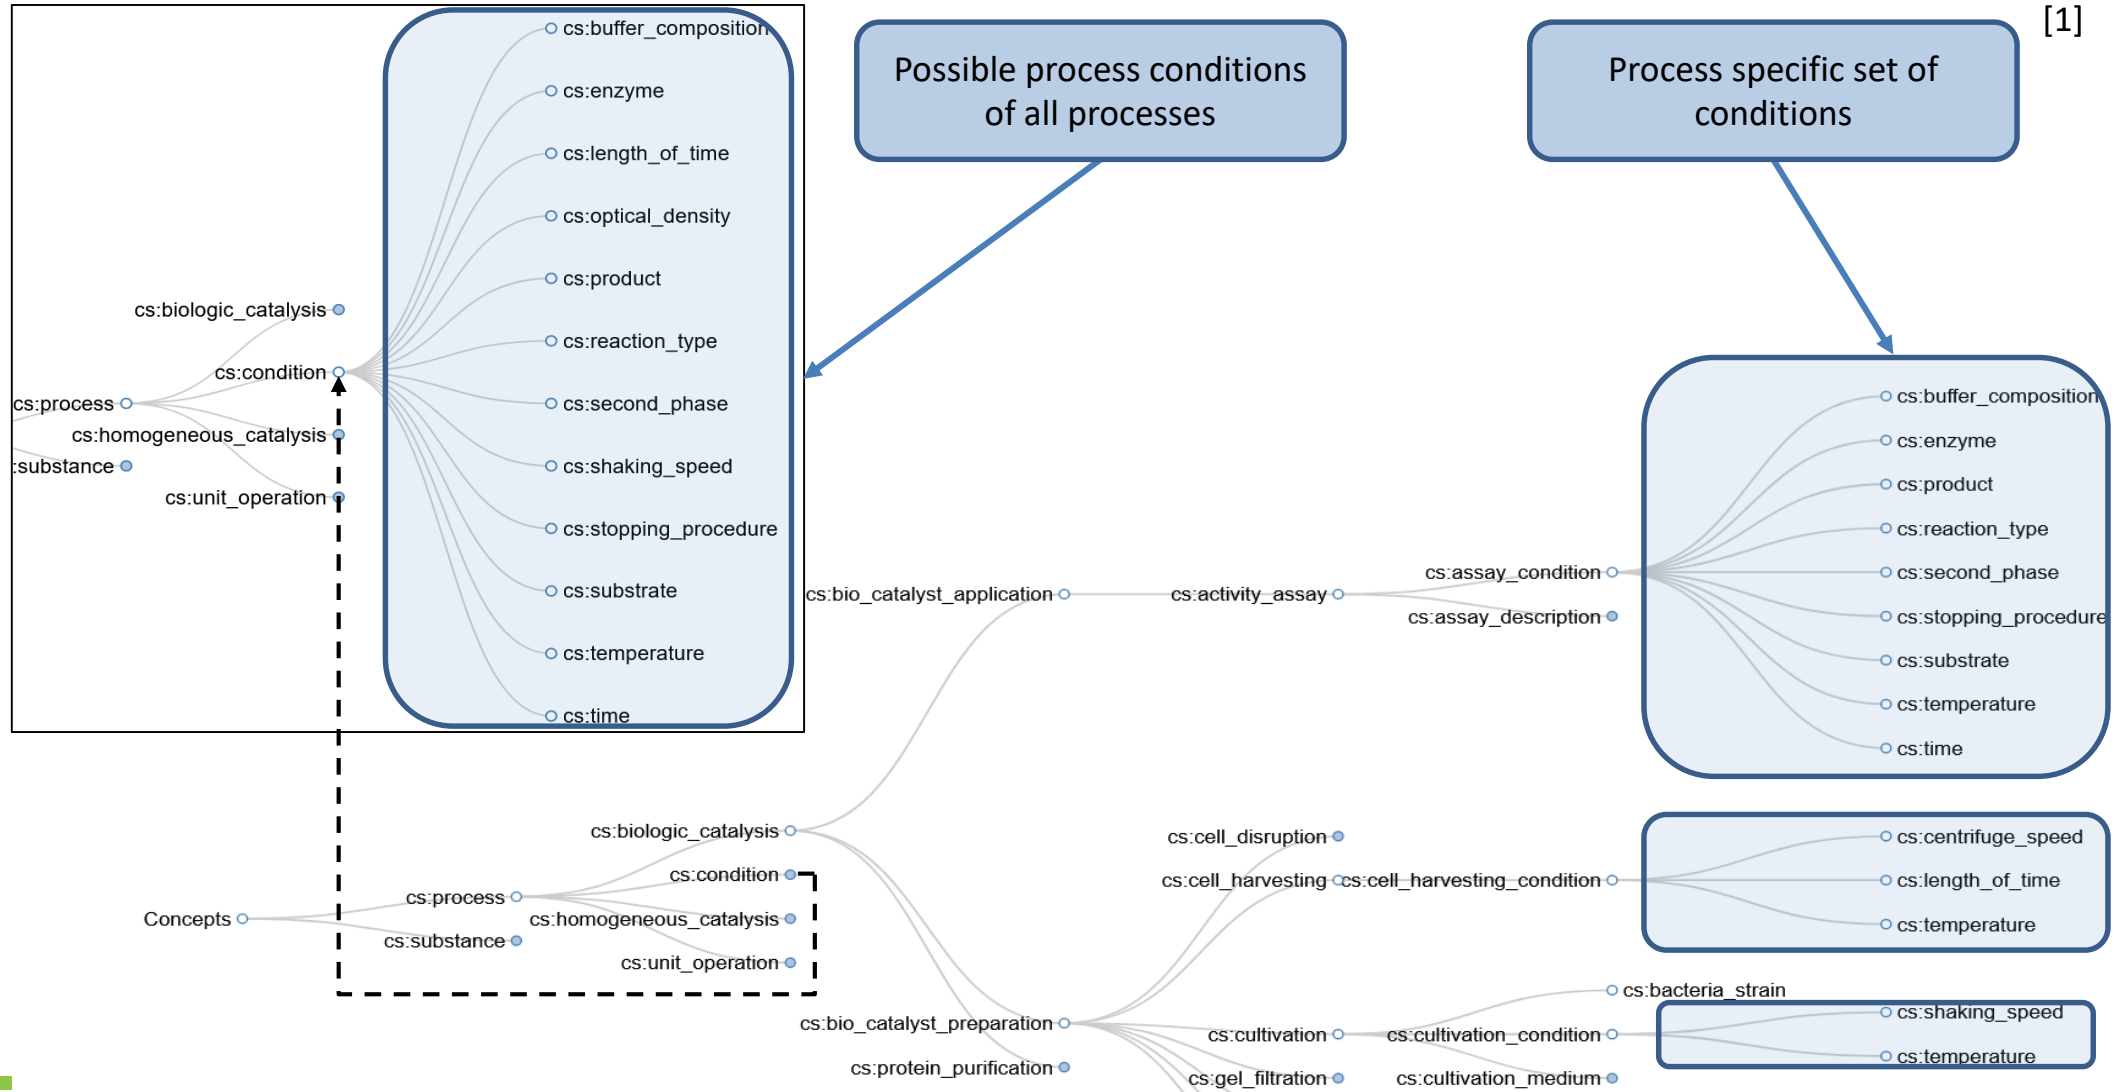 [1]
Possible process conditions
of all processes
Process specific set of
conditions
cs:buffer_composition
cs:enzyme
cs:length_of_time
cs:optical_density
cs:product
cs:reaction_type
cs:second_phase
cs:shaking_speed
cs:stopping_procedure
cs:substrate
cs:temperature
cs:time
cs:biologic_catalysis
cs:condition
cs:process
cs:homogeneous_catalysis
:substance
cs:unit_operation
cs:bio_catalyst_application
cs:activity_assay
cs:assay_condition
cs:assay_description
cs:buffer_composition
cs:enzyme
cs:product
cs:reaction_type
cs:second_phase
cs:stopping_procedure
cs:substrate
cs:temperature
cs:time
Concepts
cs:process
cs:substance
cs:biologic_catalysis
cs:condition
cs:homogeneous_catalysis
cs:unit_operation
cs:bio_catalyst_preparation
cs:protein_purification
cs:cell_disruption
cs:cell_harvesting
cs:cell_harvesting_condition
cs:centrifuge_speed
cs:length_of_time
cs:temperature
cs:cultivation
cs:gel_filtration
cs:bacteria_strain
cs:cultivation_condition
cs:cultivation_medium
cs:shaking_speed
cs:temperature